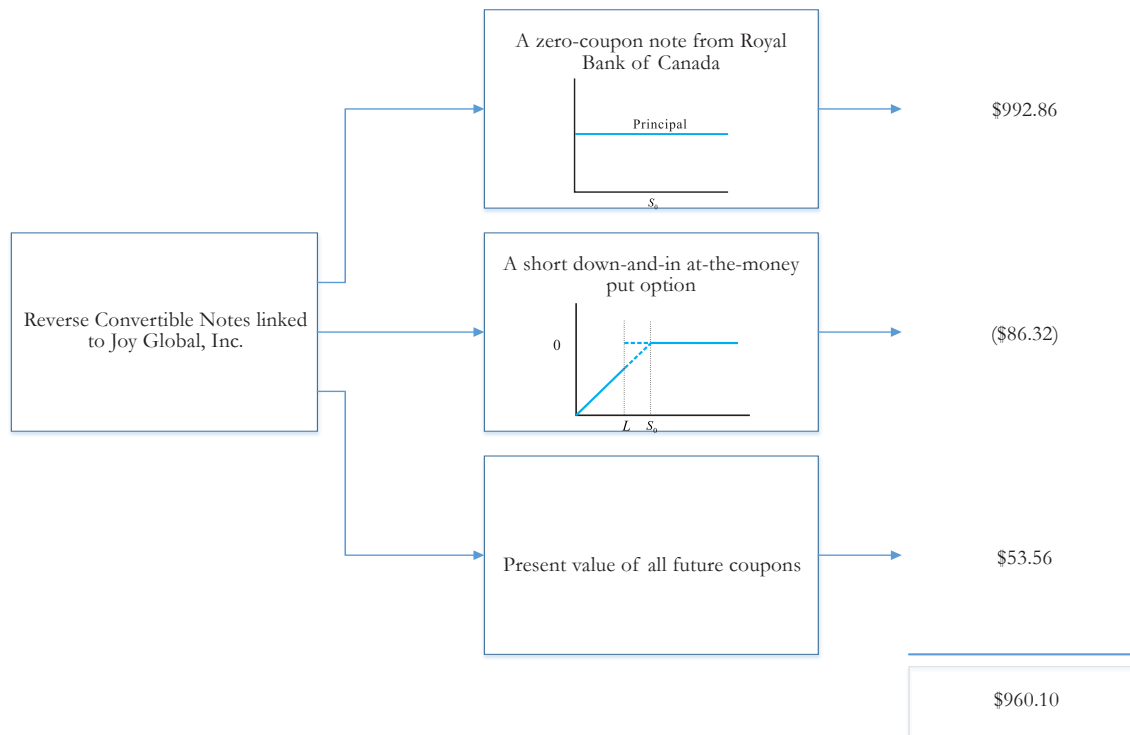 A zero-coupon note from Royal
Bank of Canada
Principal
S₀
$992.86
Reverse Convertible Notes linked
to Joy Global, Inc.
A short down-and-in at-the-money
put option
0
L S₀
($86.32)
Present value of all future coupons
$53.56
$960.10